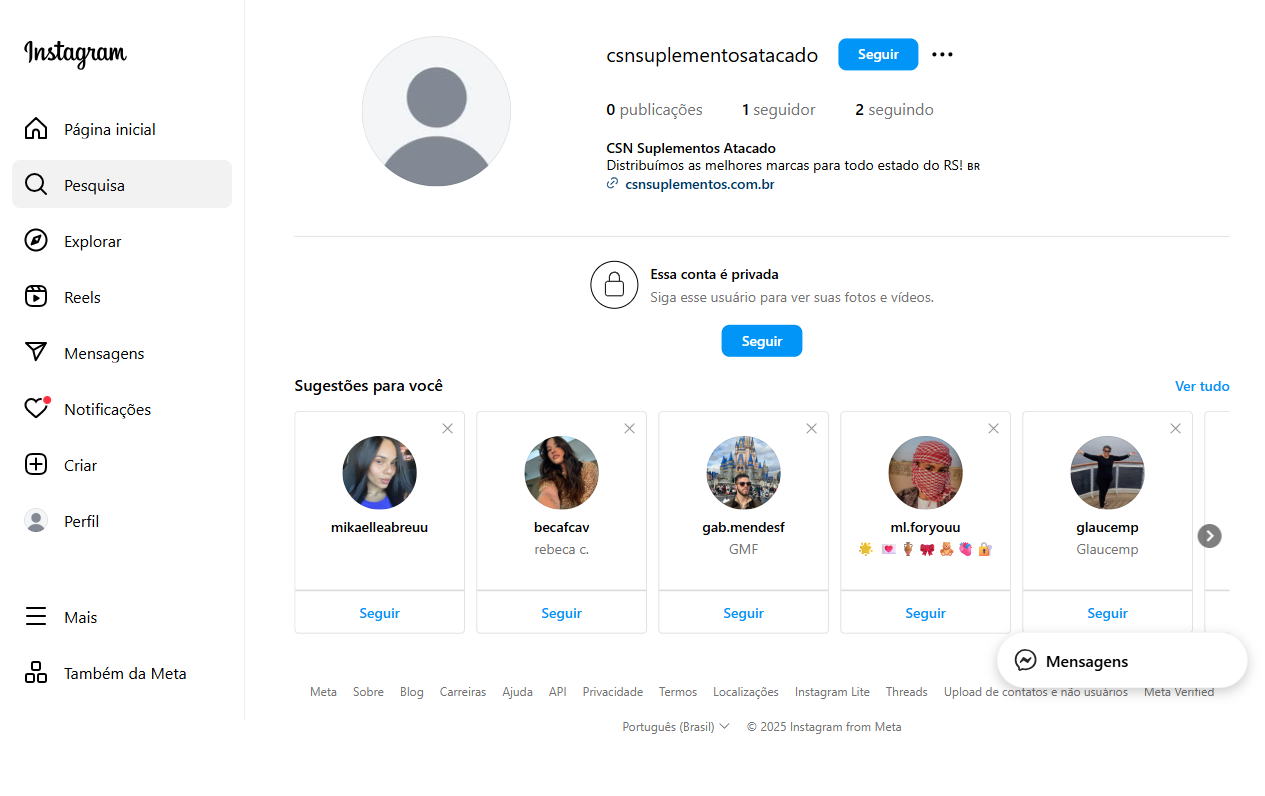 Instagram
Página inicial
Pesquisa
Explorar
Reels
Mensagens
Notificações
Criar
Perfil
Mais
Também da Meta
csnsuplementosatacado Seguir
0 publicações 1 seguidor 2 seguindo
CSN Suplementos Atacado
Distribuímos as melhores marcas para todo estado do RS! BR
csnsuplementos.com.br
Essa conta é privada
Siga esse usuário para ver suas fotos e vídeos.
Seguir
Sugestões para você Ver tudo
mikaelleabreuu becafcav gab.mendesf ml.foryouu glaucemp
rebeca c. GMF 🌟 💌 🏺 🎀 🧸 💘 🔐 Glaucemp
Seguir Seguir Seguir Seguir Seguir
Mensagens
Meta Sobre Blog Carreiras Ajuda API Privacidade Termos Localizações Instagram Lite Threads Upload de contatos e não usuários Meta Verified
Português (Brasil) © 2025 Instagram from Meta